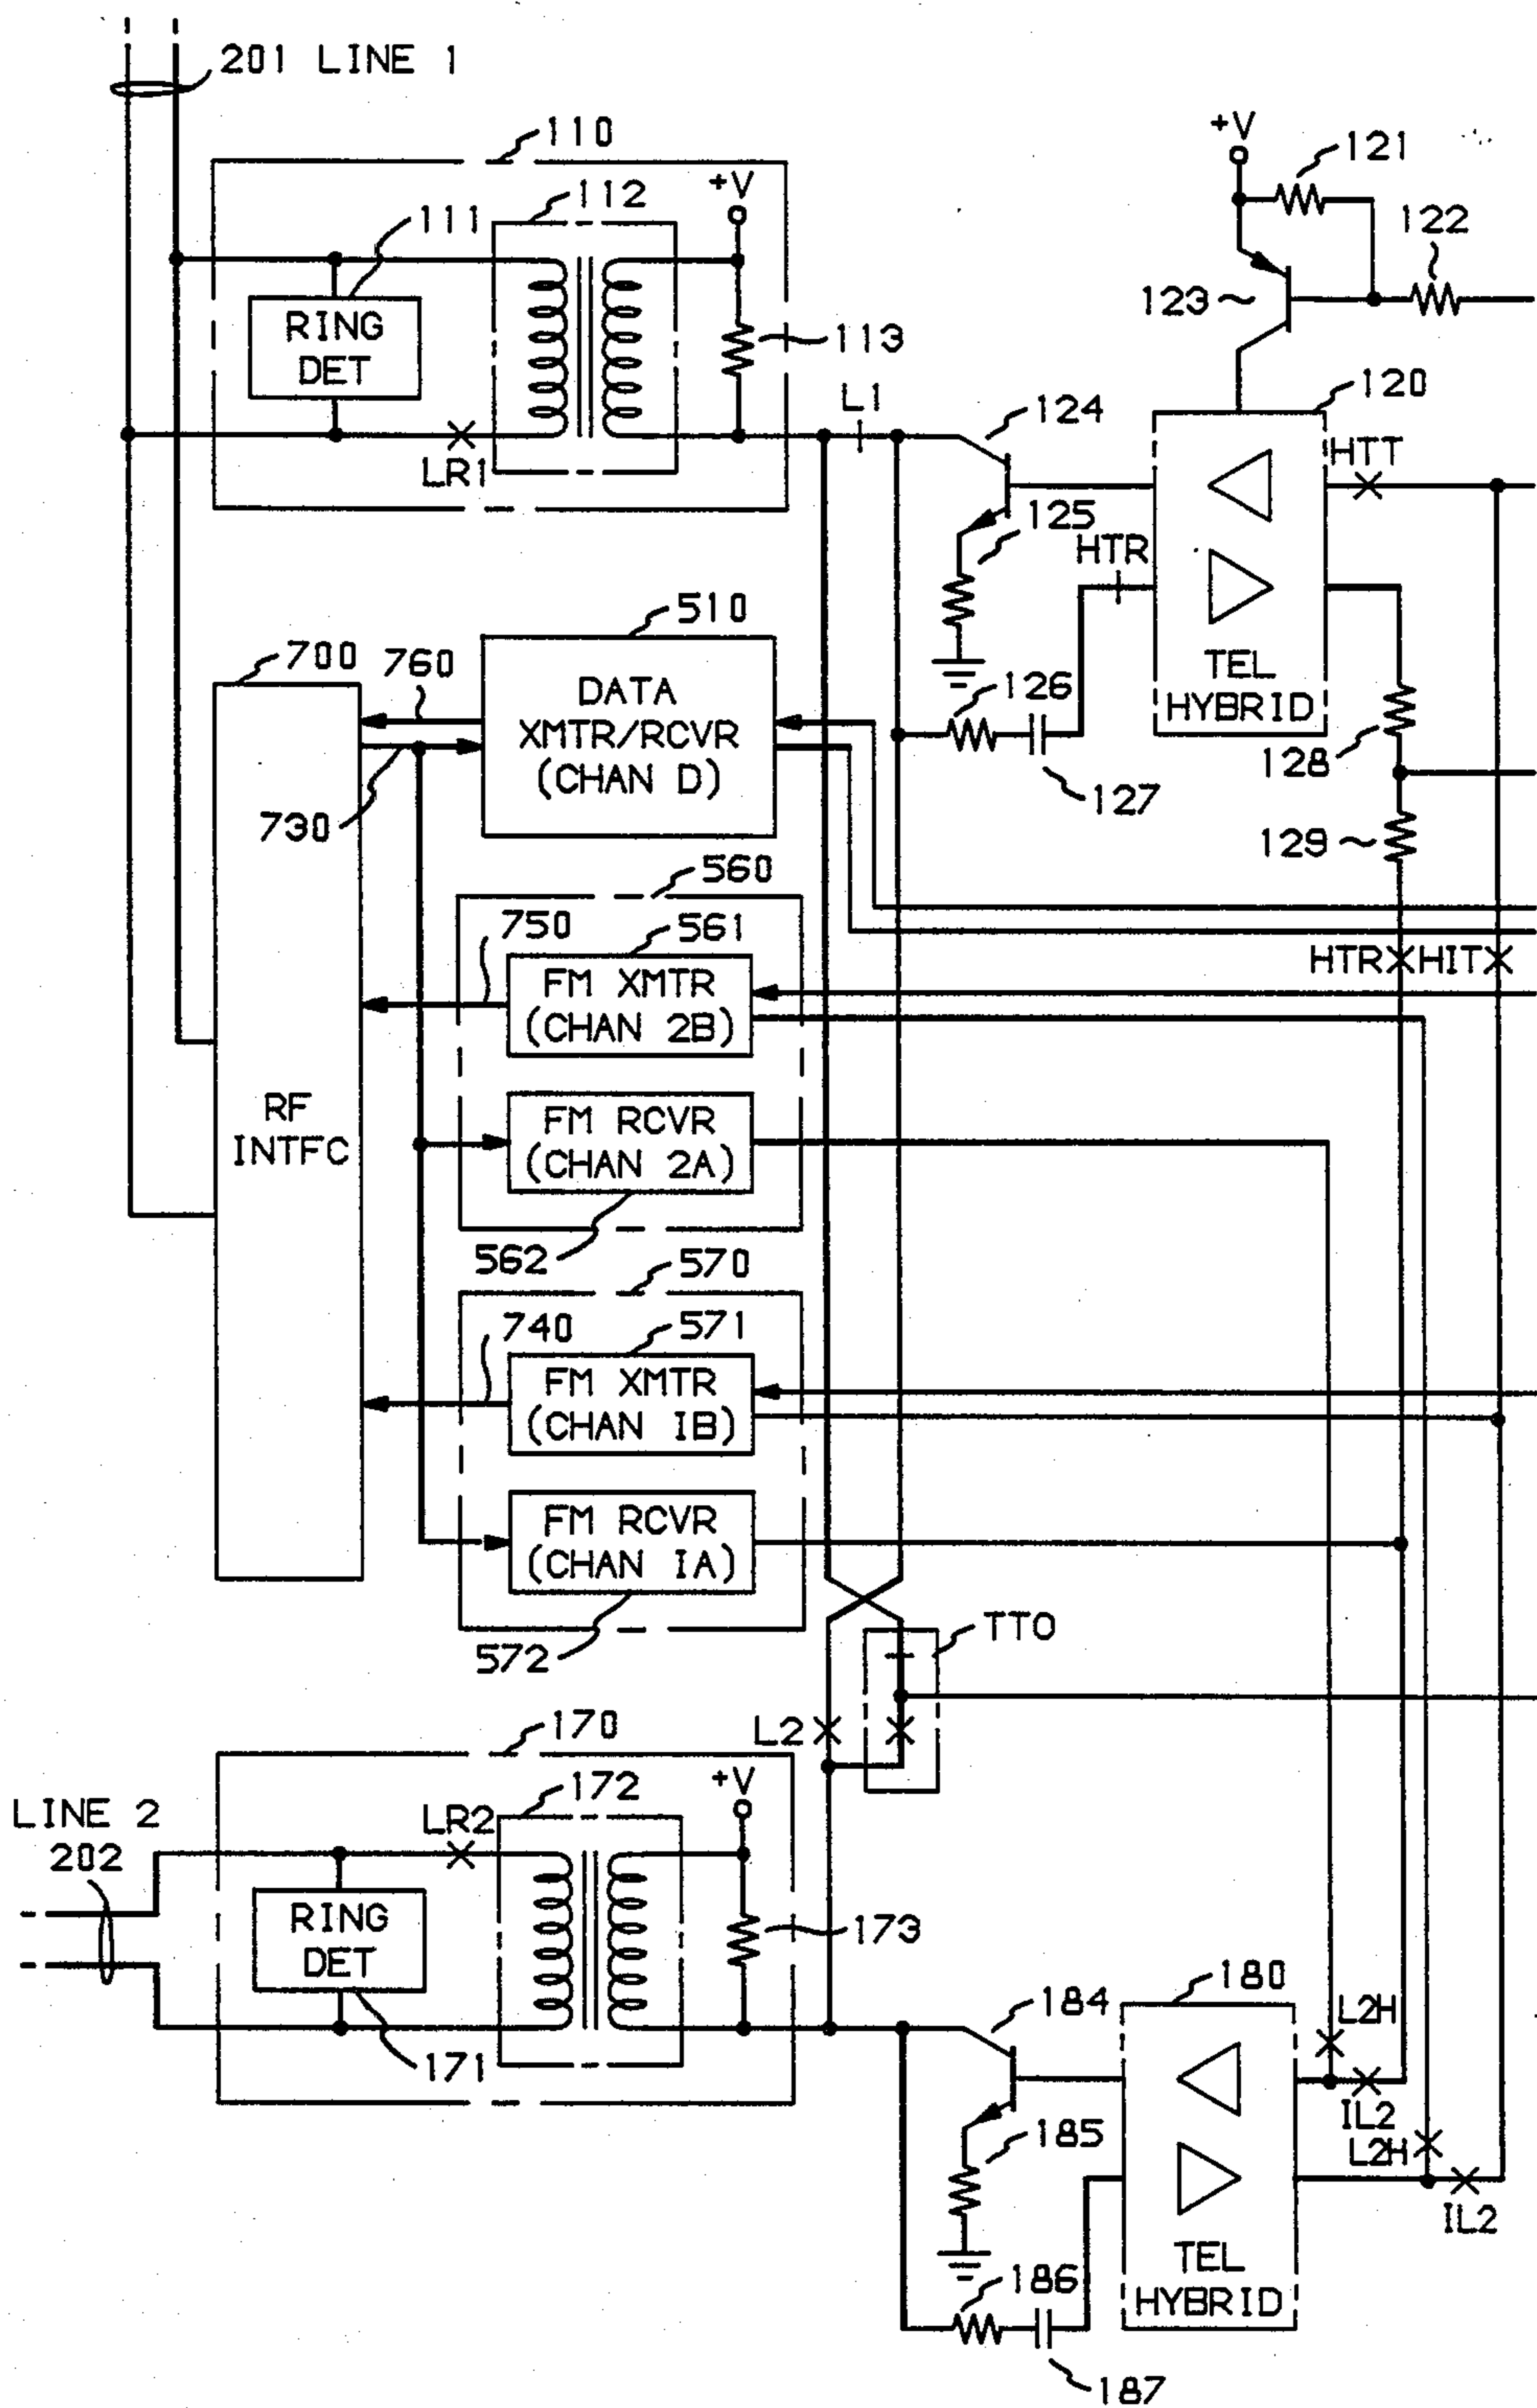 201 LINE 1
110
+V
121
112
+V
111
122
123
RING
DET
113
120
L1
124
HTT
LR1
125
HTR
510
700
760
TEL
HYBRID
126
DATA
XMTR/RCVR
(CHAN D)
128
127
730
129
560
750
561
HTR
HIT
FM XMTR
(CHAN 2B)
RF
INTFC
FM RCVR
(CHAN 2A)
562
570
740
571
FM XMTR
(CHAN IB)
FM RCVR
(CHAN IA)
TTO
572
170
L2
+V
LINE 2
202
172
LR2
RING
DET
173
180
184
L2H
171
IL2
185
L2H
IL2
TEL
HYBRID
186
187